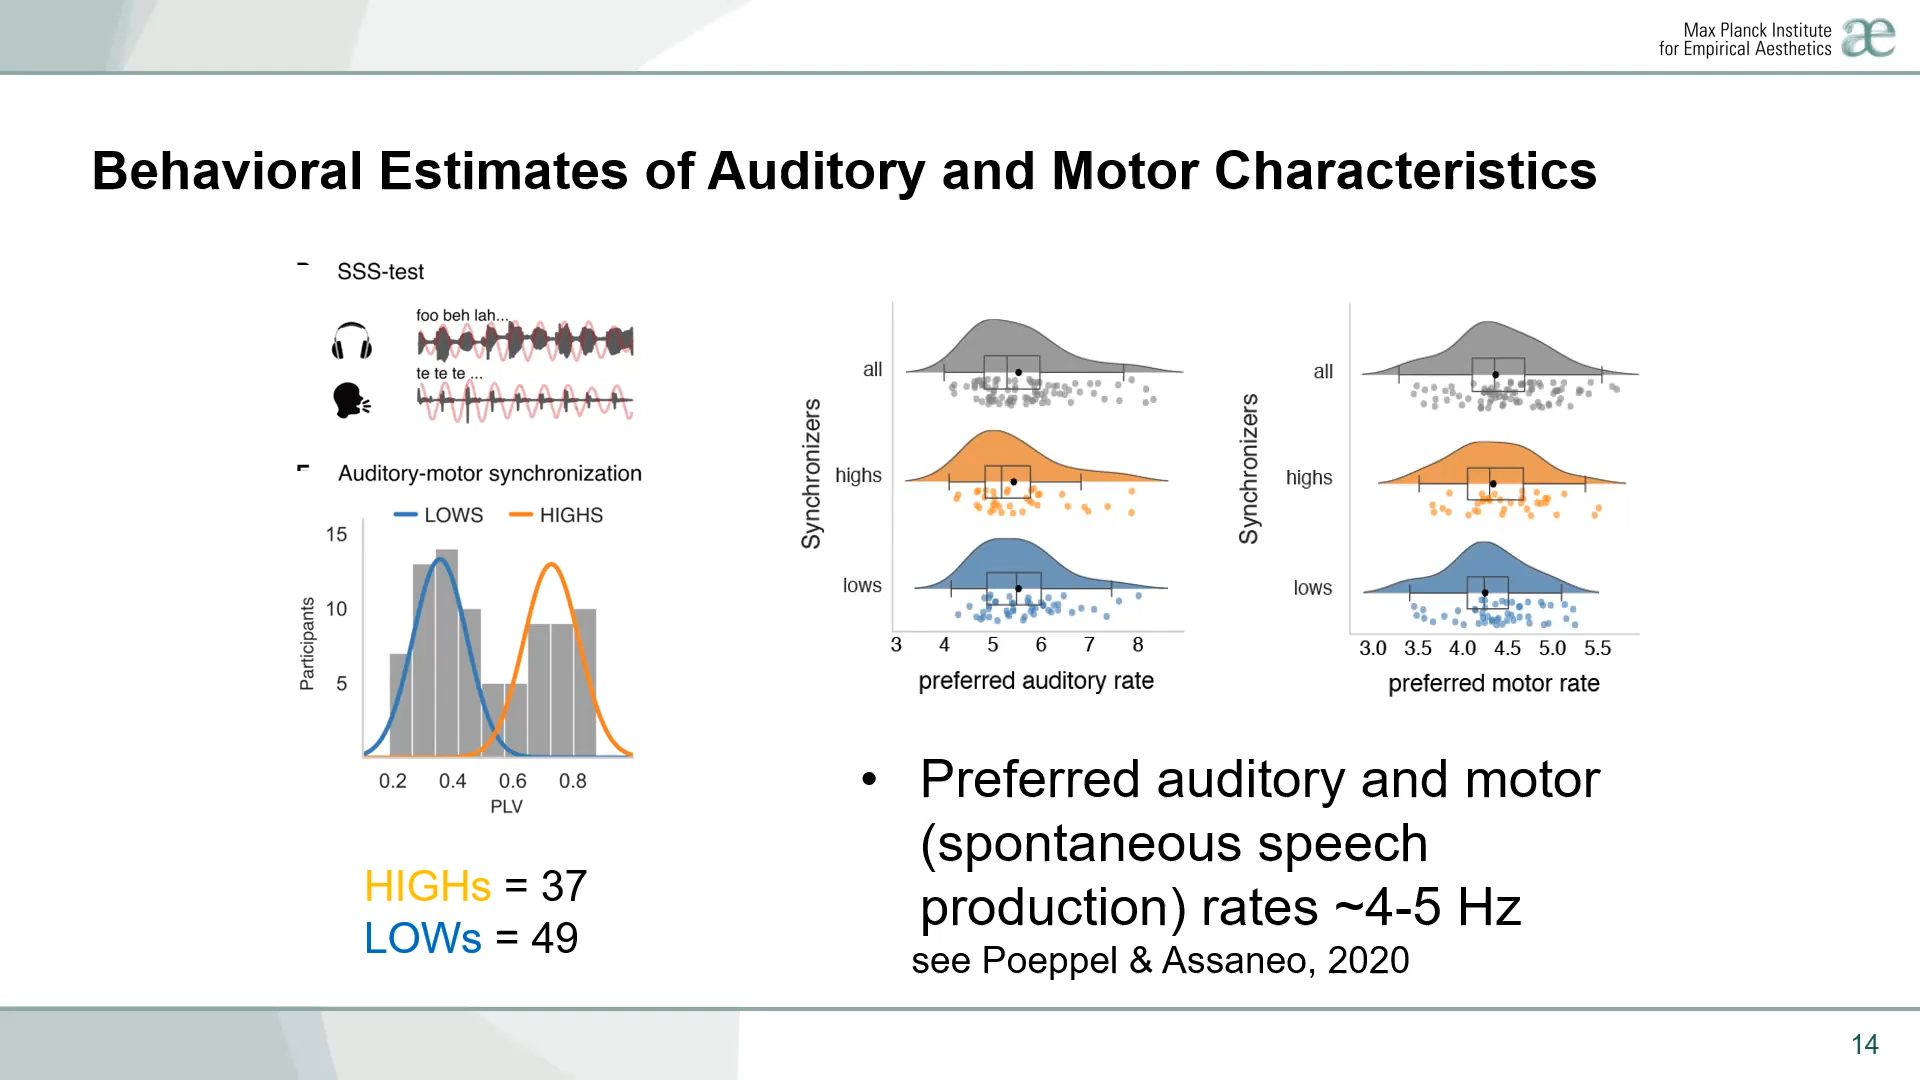 Max Planck Institute
for Empirical Aesthetics
æ
Behavioral Estimates of Auditory and Motor Characteristics
SSS-test
foo beh lah...
te te te ...
Auditory-motor synchronization
LOWS HIGHS
15
10
5
Participants
0.2 0.4 0.6 0.8
PLV
HIGHs = 37
LOWs = 49
Synchronizers
all
highs
lows
3 4 5 6 7 8
preferred auditory rate
Synchronizers
all
highs
lows
3.0 3.5 4.0 4.5 5.0 5.5
preferred motor rate
• Preferred auditory and motor
(spontaneous speech
production) rates ~4-5 Hz
see Poeppel & Assaneo, 2020
14